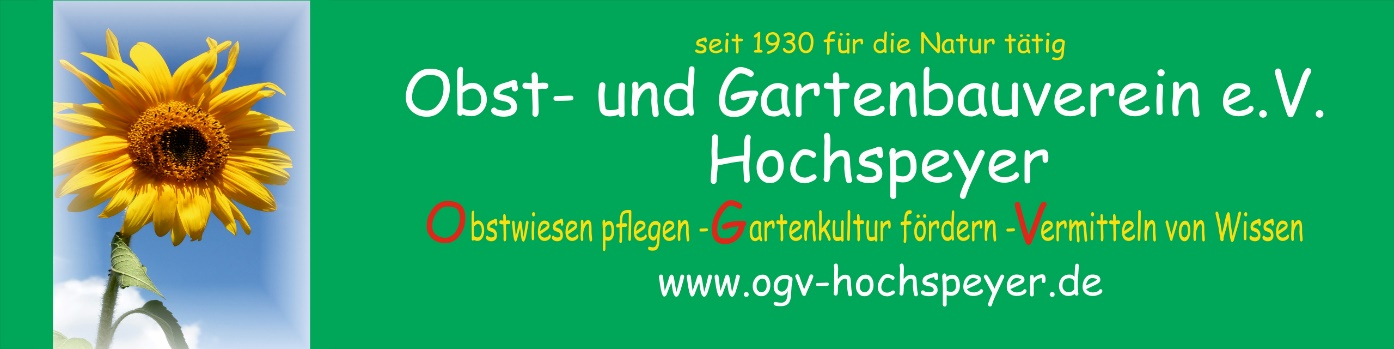 seit 1930 für die Natur tätig
Obst- und Gartenbauverein e.V.
Hochspeyer
Obstwiesen pflegen -Gartenkultur fördern -Vermitteln von Wissen
www.ogv-hochspeyer.de